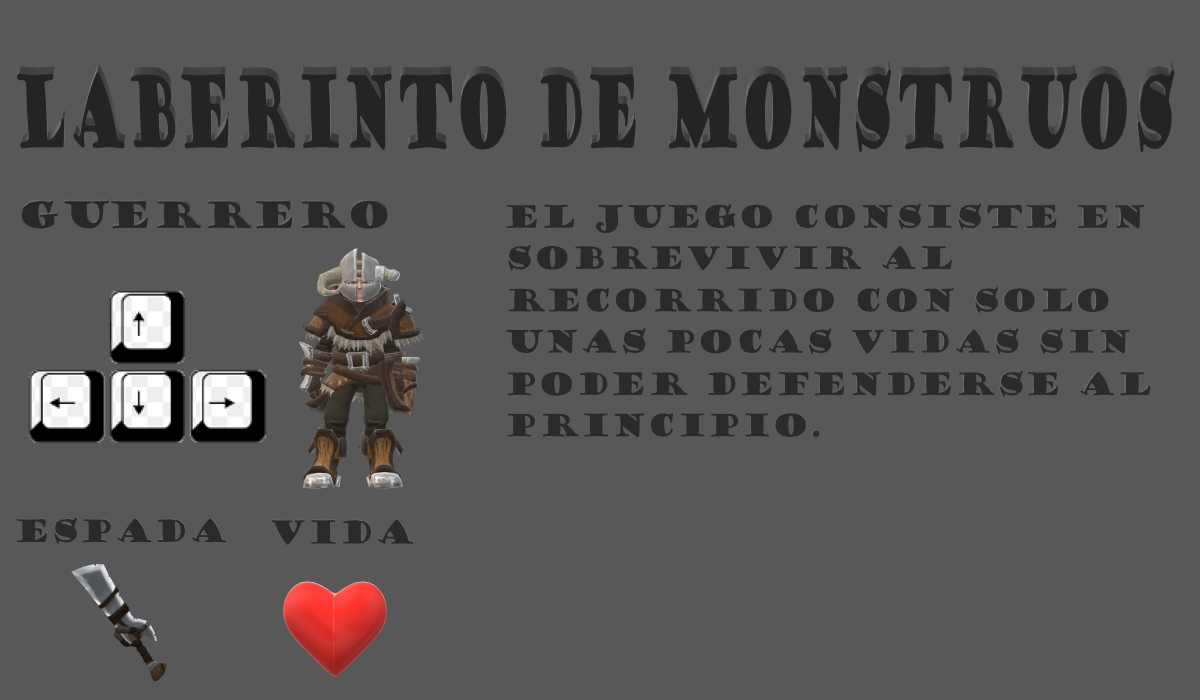 LABERINTO DE MONSTRUOS
GUERRERO
EL JUEGO CONSISTE EN
SOBREVIVIR AL
RECORRIDO CON SOLO
UNAS POCAS VIDAS SIN
PODER DEFENDERSE AL
PRINCIPIO.
ESPADA
VIDA